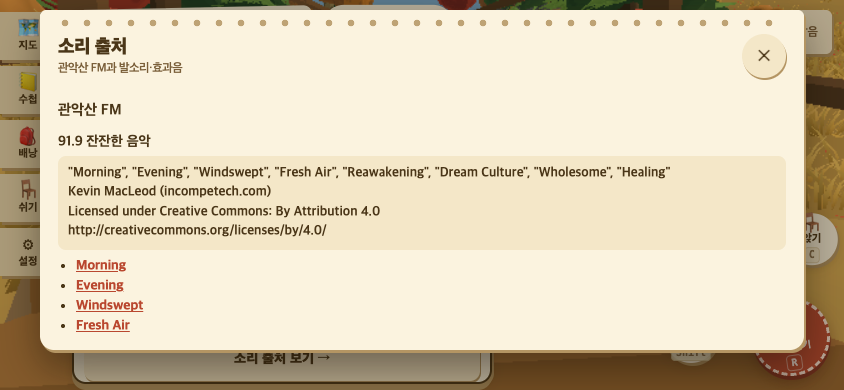 소리 출처
관악산 FM과 발소리·효과음
관악산 FM
91.9 잔잔한 음악
"Morning", "Evening", "Windswept", "Fresh Air", "Reawakening", "Dream Culture", "Wholesome", "Healing"
Kevin MacLeod (incompetech.com)
Licensed under Creative Commons: By Attribution 4.0
http://creativecommons.org/licenses/by/4.0/
• Morning
• Evening
• Windswept
• Fresh Air
지도
수첩
배낭
쉬기
설정
음
앉기
C
R
소리 출처 보기 →